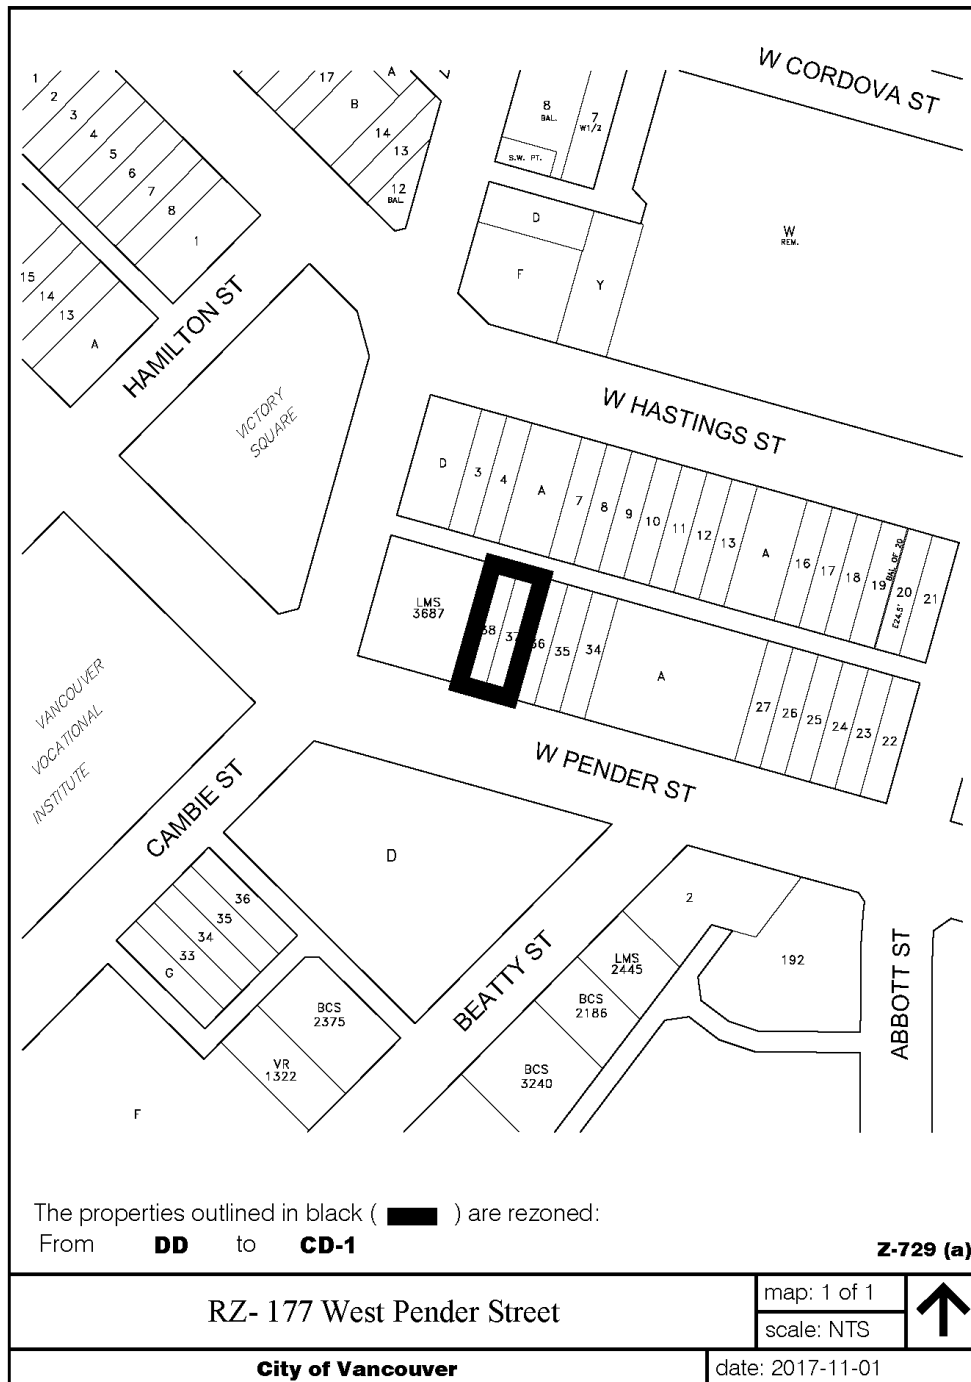 W CORDOVA ST
1
2
3
4
5
6
7
8
1
17
A
B
14
13
12
BAL.
8
BAL.
7
W1/2
S.W. PT.
D
F
Y
W
REM.
15
14
13
A
HAMILTON ST
VICTORY
SQUARE
W HASTINGS ST
D
3
4
A
7
8
9
10
11
12
13
A
16
17
18
19
BAL OF 20
20
E24.5'
21
LMS
3687
38
37
36
35
34
A
27
26
25
24
23
22
VANCOUVER
VOCATIONAL
INSTITUTE
W PENDER ST
CAMBIE ST
D
36
35
34
33
G
BEATTY ST
2
LMS
2445
192
BCS
2186
BCS
3240
ABBOTT ST
BCS
2375
VR
1322
F
The properties outlined in black ( ) are rezoned:
From DD to CD-1
Z-729 (a)
RZ- 177 West Pender Street
map: 1 of 1
scale: NTS
City of Vancouver
date: 2017-11-01